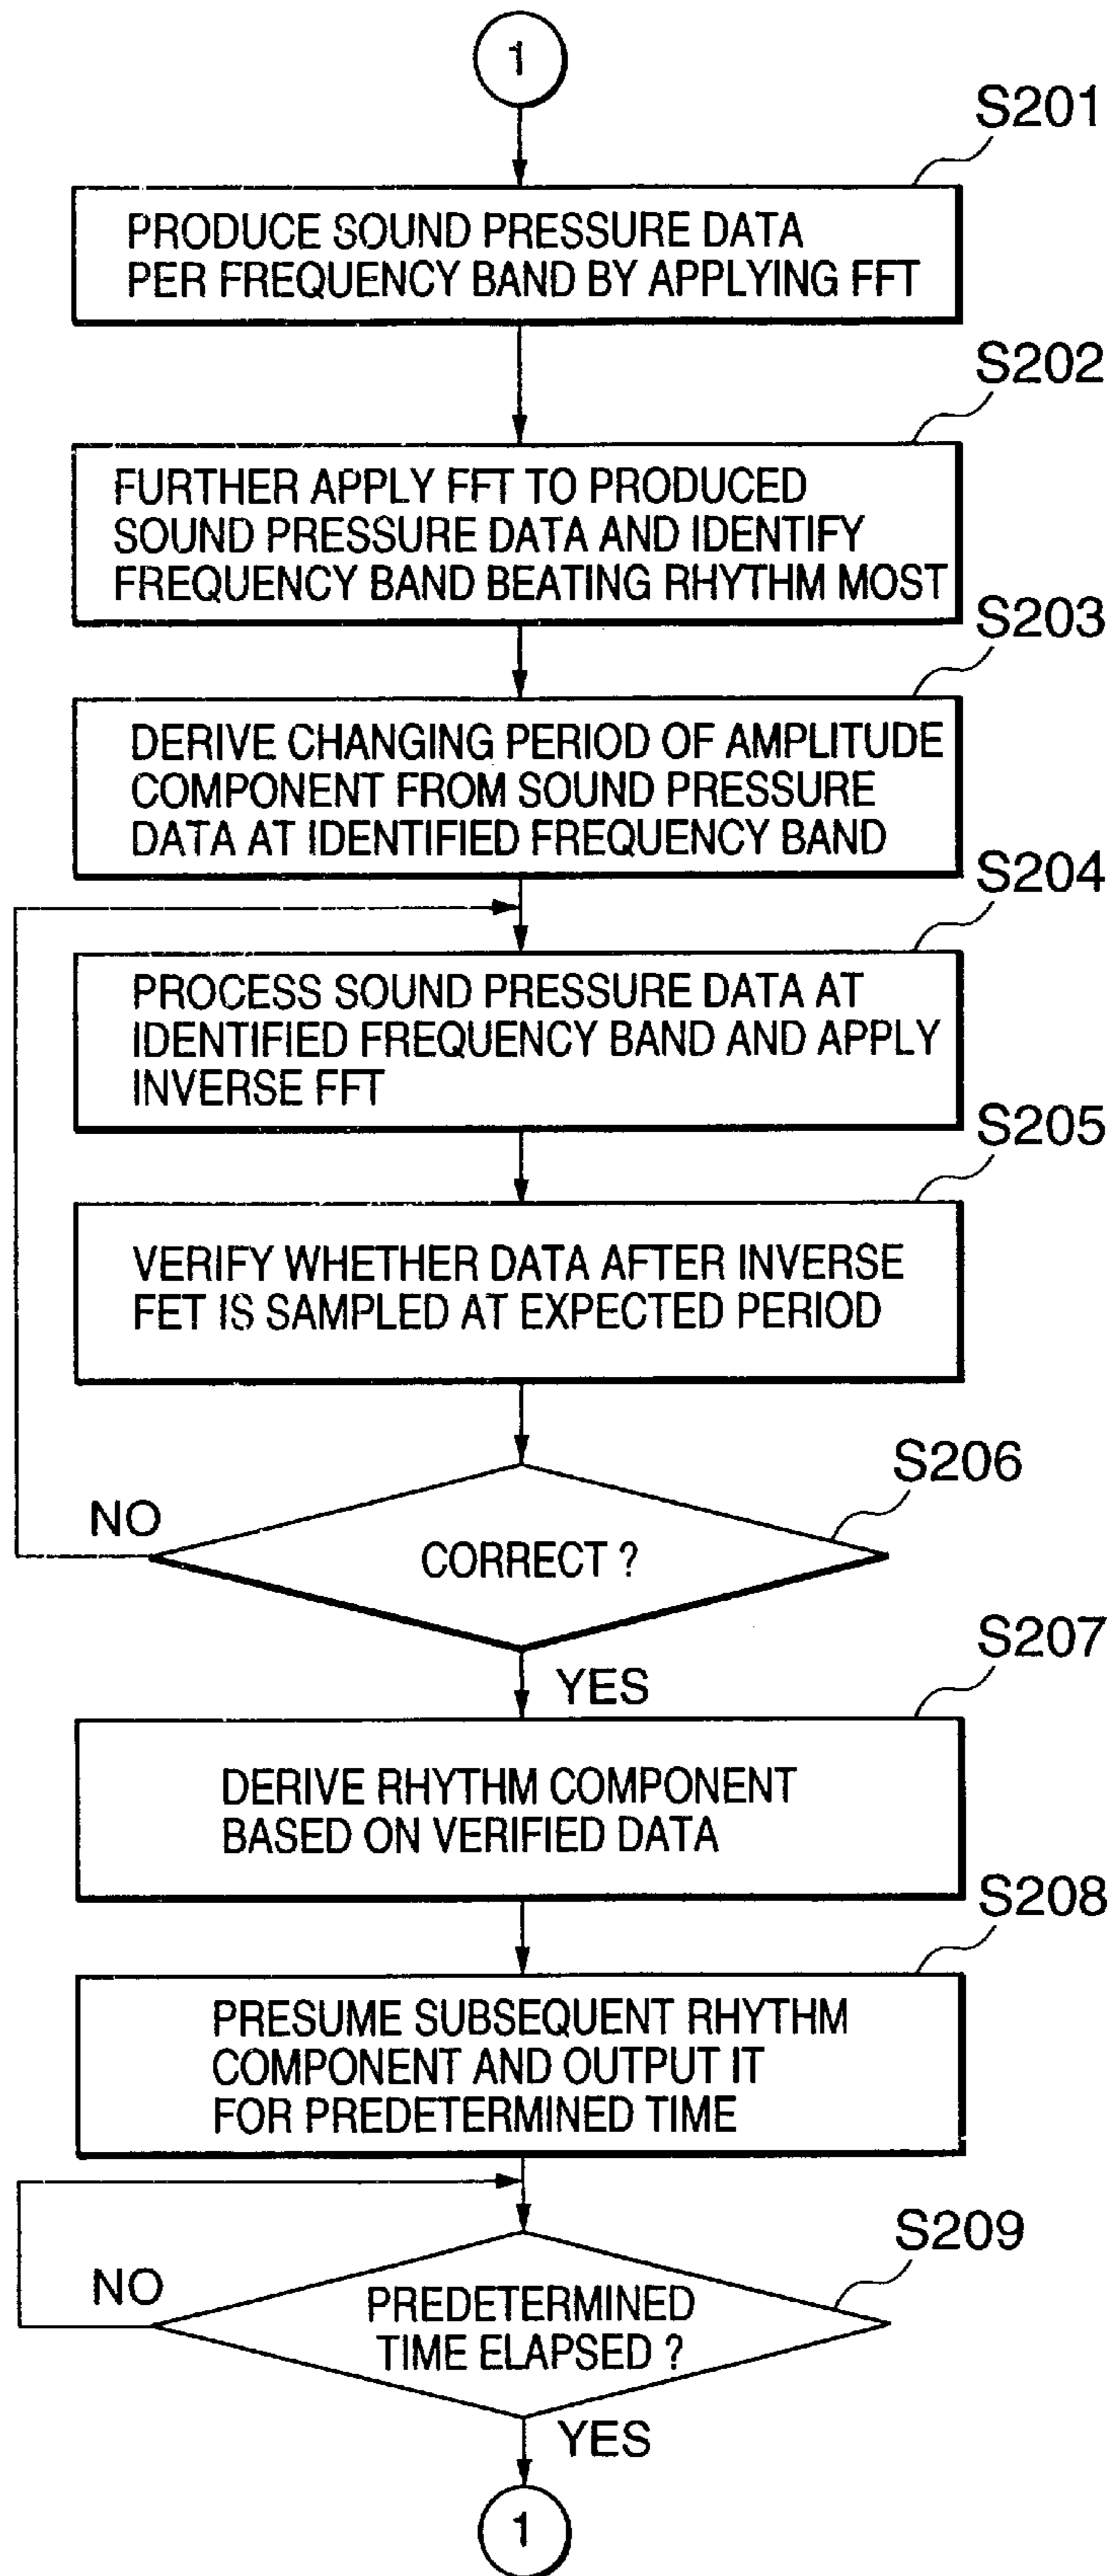 1
S201
PRODUCE SOUND PRESSURE DATA
PER FREQUENCY BAND BY APPLYING FFT
S202
FURTHER APPLY FFT TO PRODUCED
SOUND PRESSURE DATA AND IDENTIFY
FREQUENCY BAND BEATING RHYTHM MOST
S203
DERIVE CHANGING PERIOD OF AMPLITUDE
COMPONENT FROM SOUND PRESSURE
DATA AT IDENTIFIED FREQUENCY BAND
S204
PROCESS SOUND PRESSURE DATA AT
IDENTIFIED FREQUENCY BAND AND APPLY
INVERSE FFT
S205
VERIFY WHETHER DATA AFTER INVERSE
FET IS SAMPLED AT EXPECTED PERIOD
S206
NO
CORRECT ?
YES
S207
DERIVE RHYTHM COMPONENT
BASED ON VERIFIED DATA
S208
PRESUME SUBSEQUENT RHYTHM
COMPONENT AND OUTPUT IT
FOR PREDETERMINED TIME
S209
NO
PREDETERMINED
TIME ELAPSED ?
YES
1